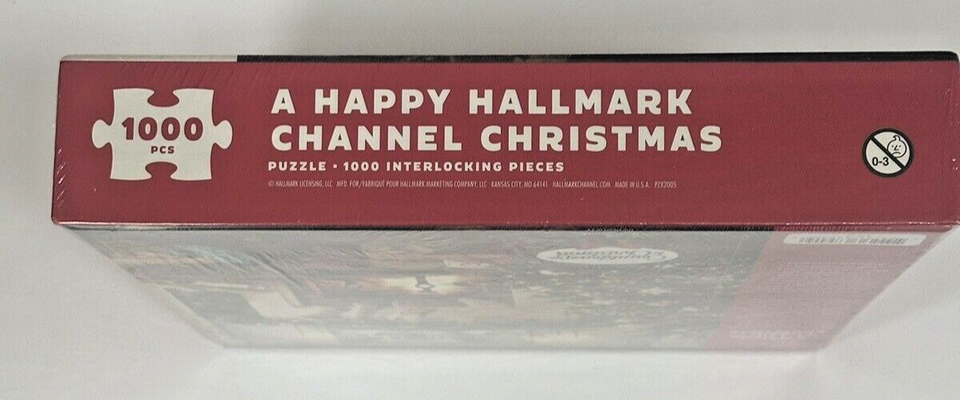 1000
PCS
A HAPPY HALLMARK
CHANNEL CHRISTMAS
PUZZLE • 1000 INTERLOCKING PIECES
© HALLMARK LICENSING, LLC MFD. FOR/FABRIQUÉ POUR HALLMARK MARKETING COMPANY, LLC KANSAS CITY, MO 64141 HALLMARKCHANNEL.COM MADE IN U.S.A. PZX2005
0-3